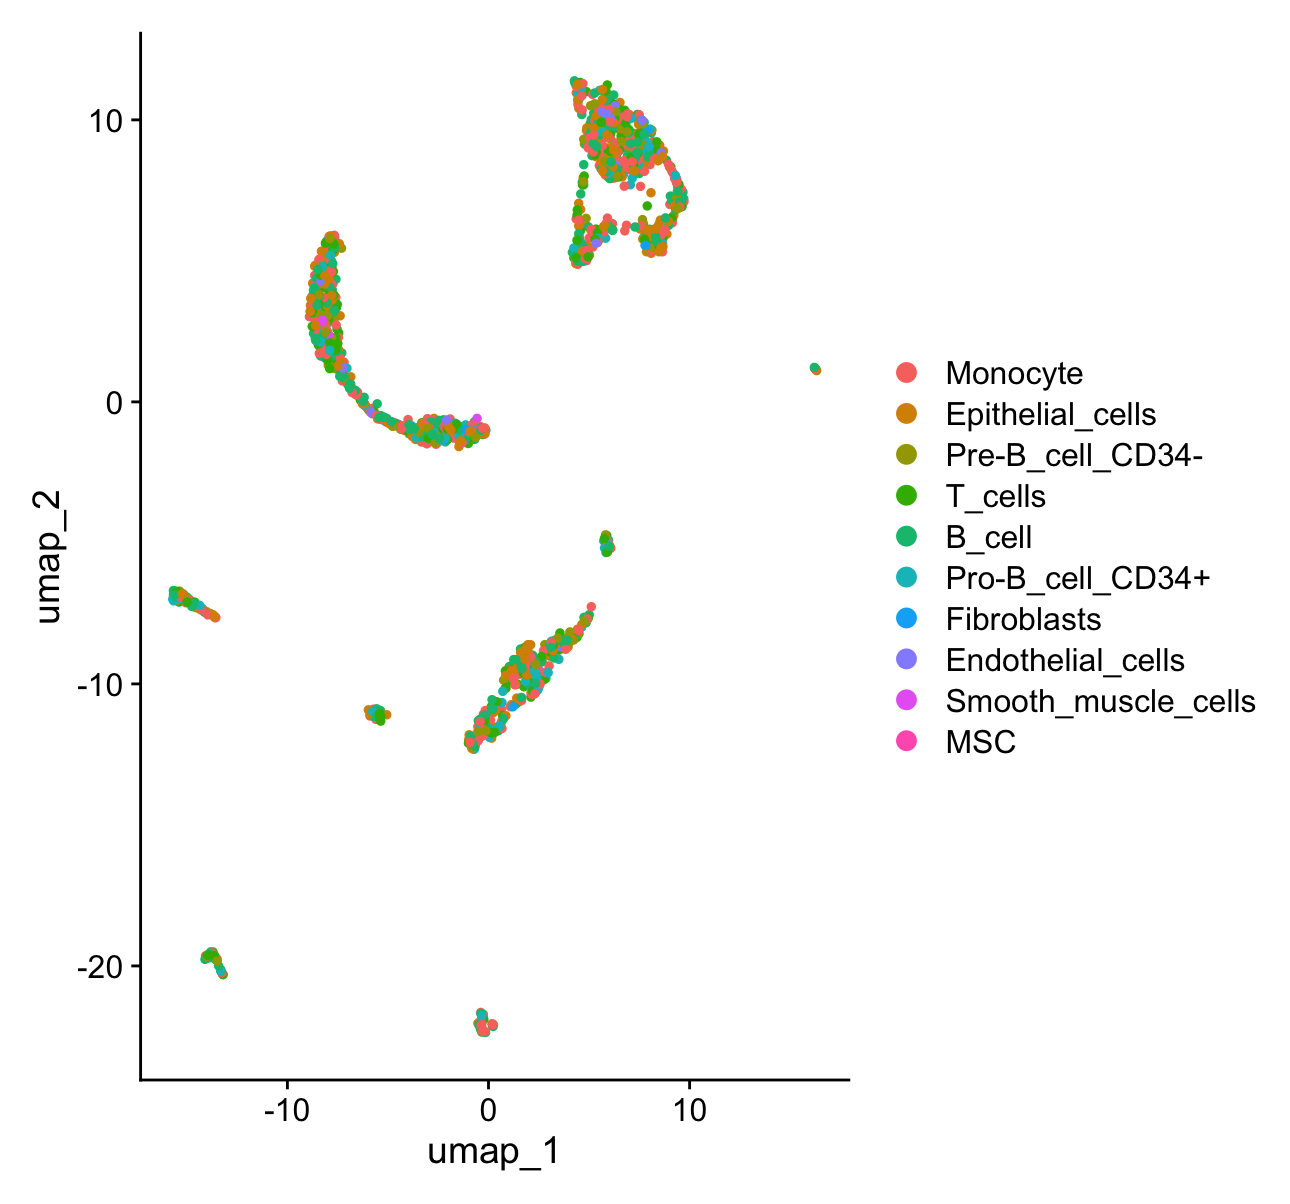 10
0
-10
-20
umap_2
-10
0
10
umap_1
Monocyte
Epithelial_cells
Pre-B_cell_CD34-
T_cells
B_cell
Pro-B_cell_CD34+
Fibroblasts
Endothelial_cells
Smooth_muscle_cells
MSC